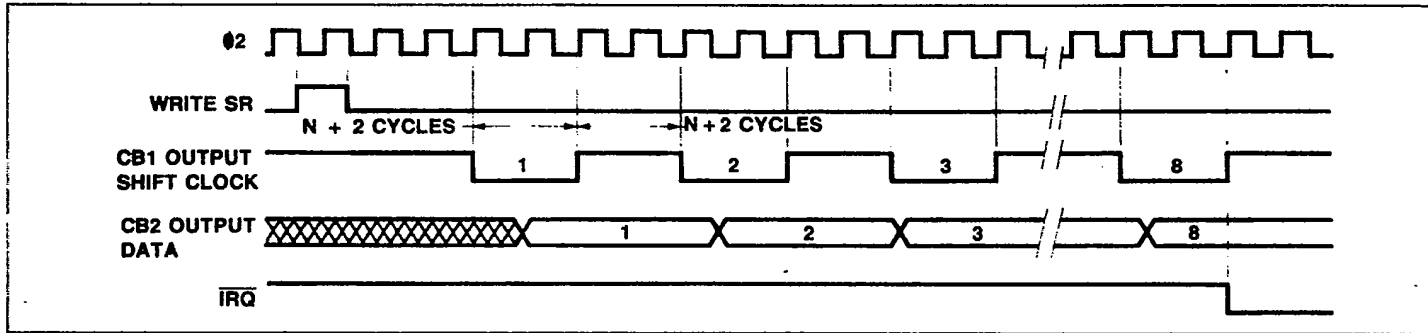 ϕ2
WRITE SR
N + 2 CYCLES N + 2 CYCLES
CB1 OUTPUT
SHIFT CLOCK
1 2 3 8
CB2 OUTPUT
DATA
1 2 3 8
IRQ